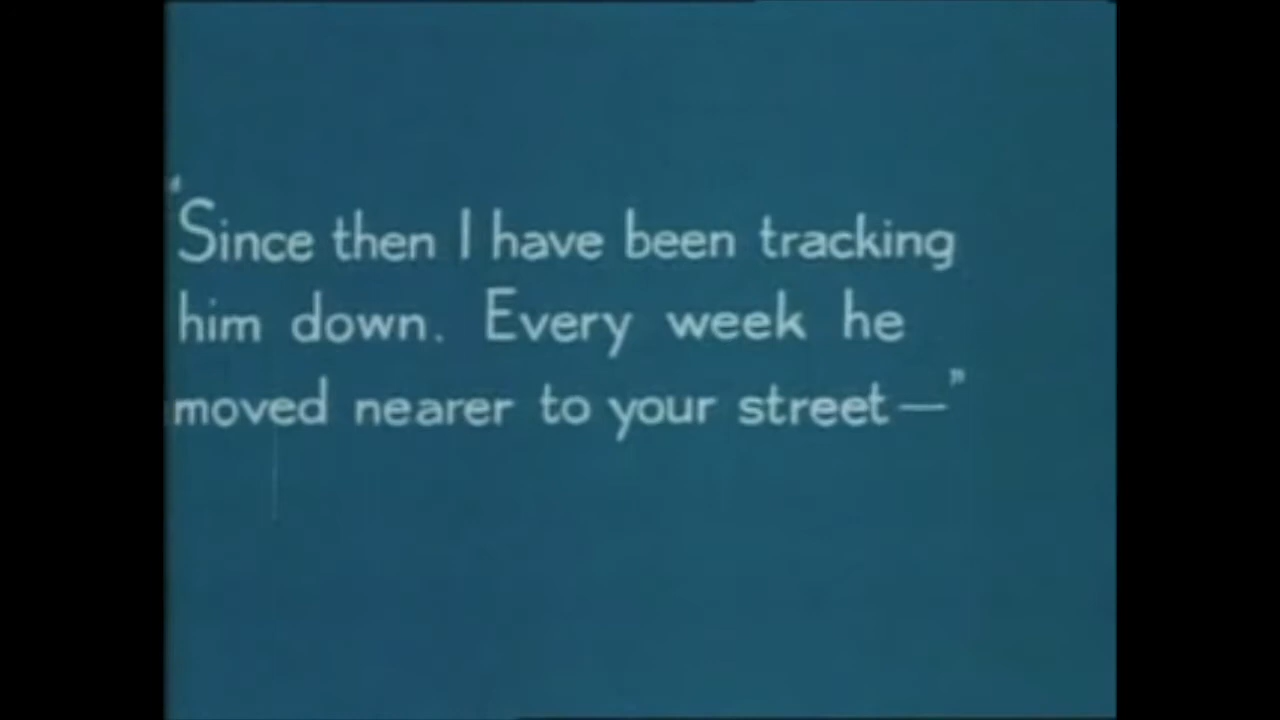 "Since then I have been tracking
him down. Every week he
moved nearer to your street—"